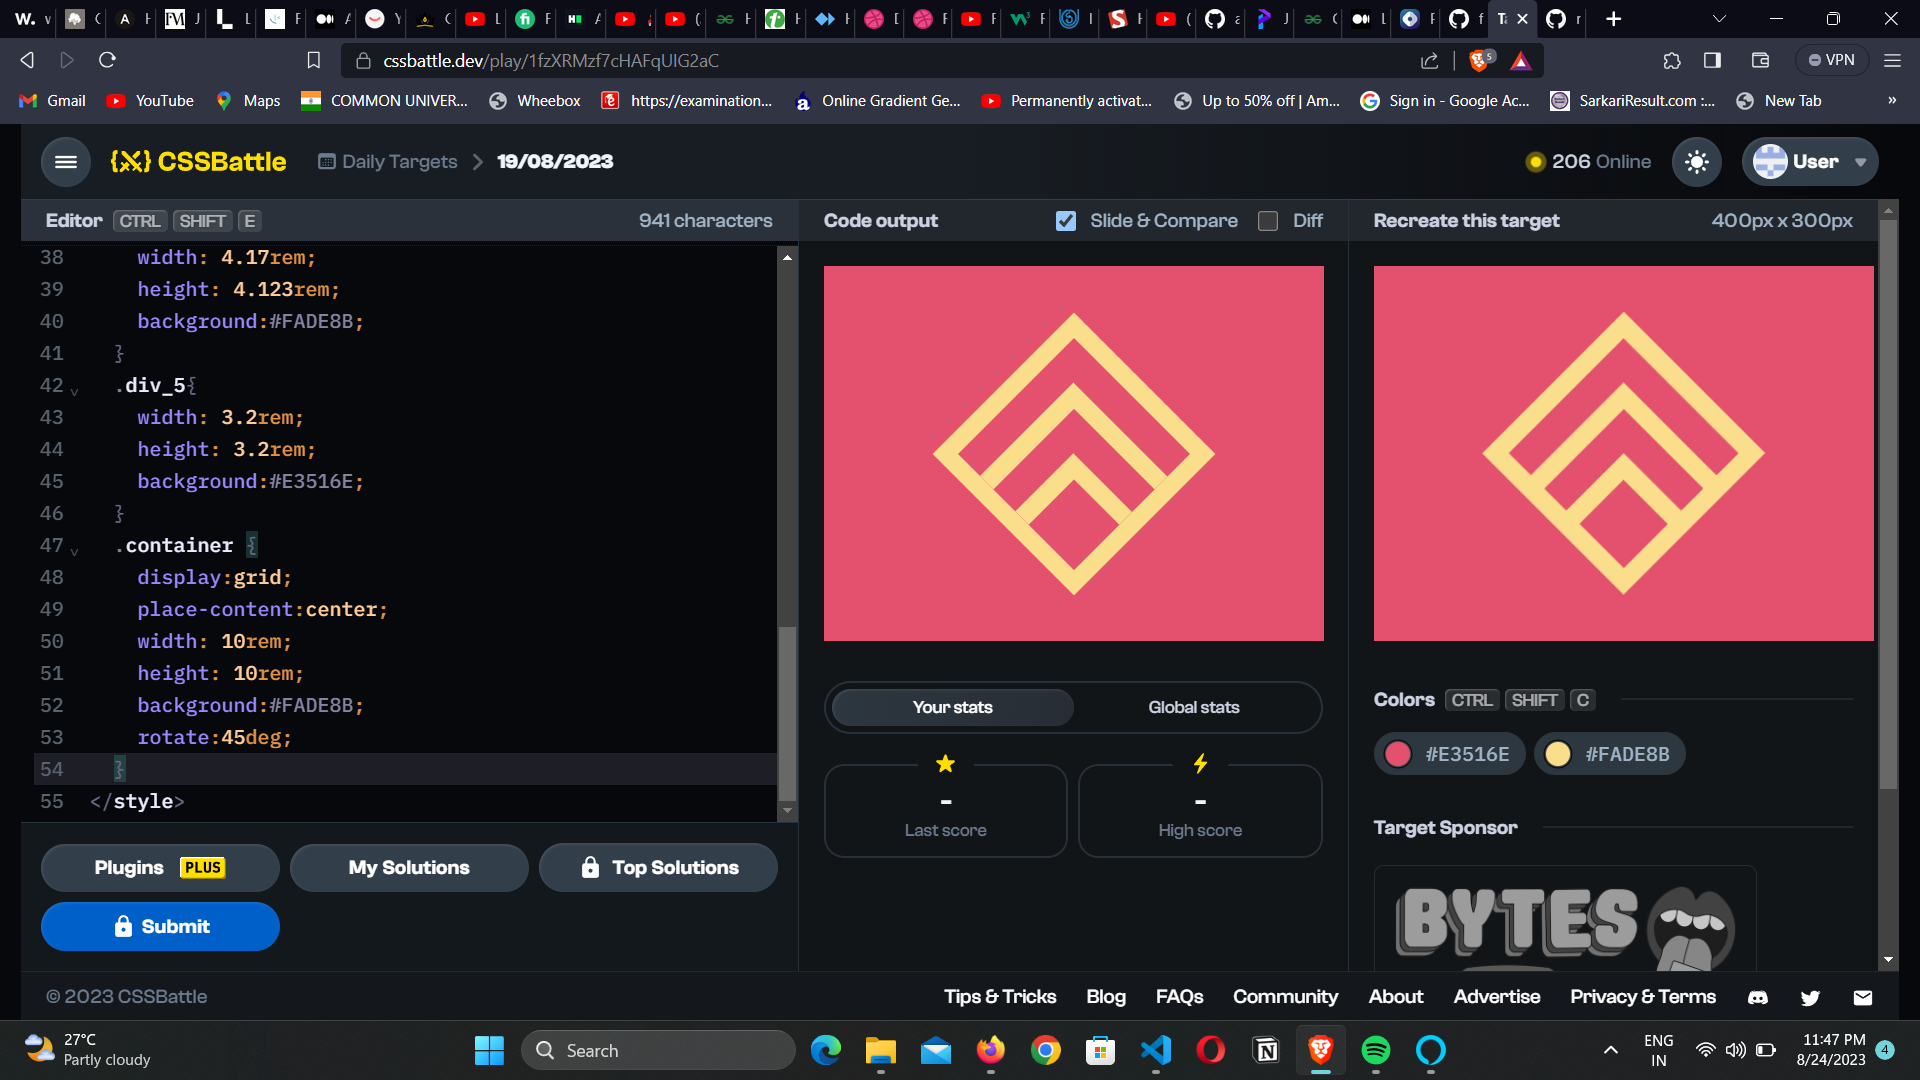 cssbattle.dev/play/1fzXRMzf7cHAFqUIG2aC
5
VPN
Gmail
YouTube
Maps
COMMON UNIVER...
Wheebox
https://examination...
Online Gradient Ge...
Permanently activat...
Up to 50% off | Am...
Sign in - Google Ac...
SarkariResult.com :...
New Tab
»
CSSBattle
Daily Targets
19/08/2023
206 Online
User
Editor CTRL SHIFT E
941 characters
38 width: 4.17rem;
39 height: 4.123rem;
40 background:#FADE8B;
41 }
42 .div_5{
43 width: 3.2rem;
44 height: 3.2rem;
45 background:#E3516E;
46 }
47 .container {
48 display:grid;
49 place-content:center;
50 width: 10rem;
51 height: 10rem;
52 background:#FADE8B;
53 rotate:45deg;
54 }
55 </style>
Plugins PLUS
My Solutions
Top Solutions
Submit
Code output
Slide & Compare
Diff
Your stats
Global stats
-
Last score
-
High score
Recreate this target
400px x 300px
Colors CTRL SHIFT C
#E3516E
#FADE8B
Target Sponsor
BYTES
© 2023 CSSBattle
Tips & Tricks
Blog
FAQs
Community
About
Advertise
Privacy & Terms
27°C
Partly cloudy
Search
ENG
IN
11:47 PM
8/24/2023
4